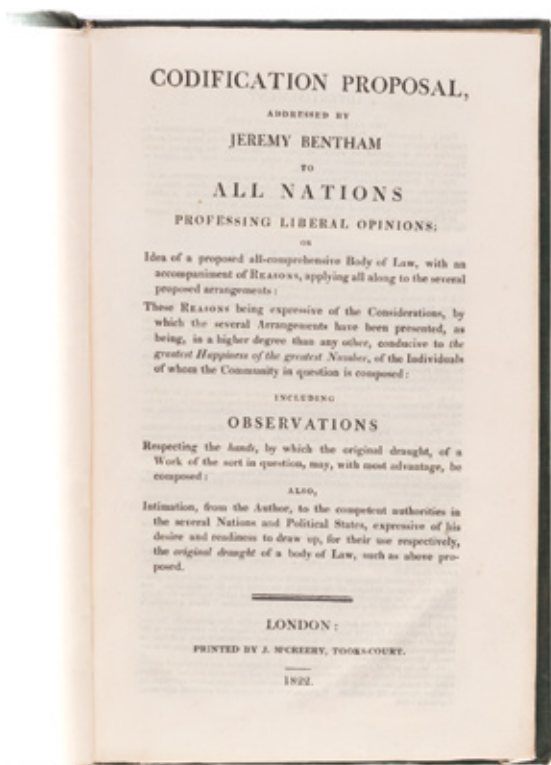 CODIFICATION PROPOSAL,
ADDRESSED BY
JEREMY BENTHAM
TO
ALL NATIONS
PROFESSING LIBERAL OPINIONS;
OR
Idea of a proposed all-comprehensive Body of Law, with an
accompaniment of REASONS, applying all along to the several
proposed arrangements:
These REASONS being expressive of the Considerations, by
which the several Arrangements have been presented, as
being, in a higher degree than any other, conducive to the
greatest Happiness of the greatest Number, of the Individuals
of whom the Community in question is composed:
INCLUDING
OBSERVATIONS
Respecting the hands, by which the original draught, of a
Work of the sort in question, may, with most advantage, be
composed:
ALSO,
Intimation, from the Author, to the competent authorities in
the several Nations and Political States, expressive of his
desire and readiness to draw up, for their use respectively,
the original draught of a body of Law, such as above pro-
posed.
LONDON:
PRINTED BY J. M'CREERY, TOOKS-COURT.
1822.